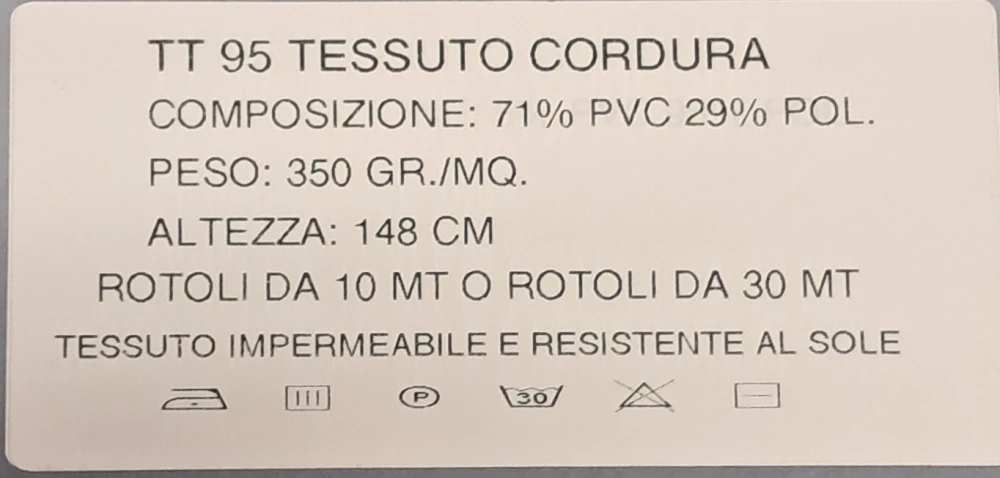 TT 95 TESSUTO CORDURA
COMPOSIZIONE: 71% PVC 29% POL.
PESO: 350 GR./MQ.
ALTEZZA: 148 CM
ROTOLI DA 10 MT O ROTOLI DA 30 MT
TESSUTO IMPERMEABILE E RESISTENTE AL SOLE
P 30